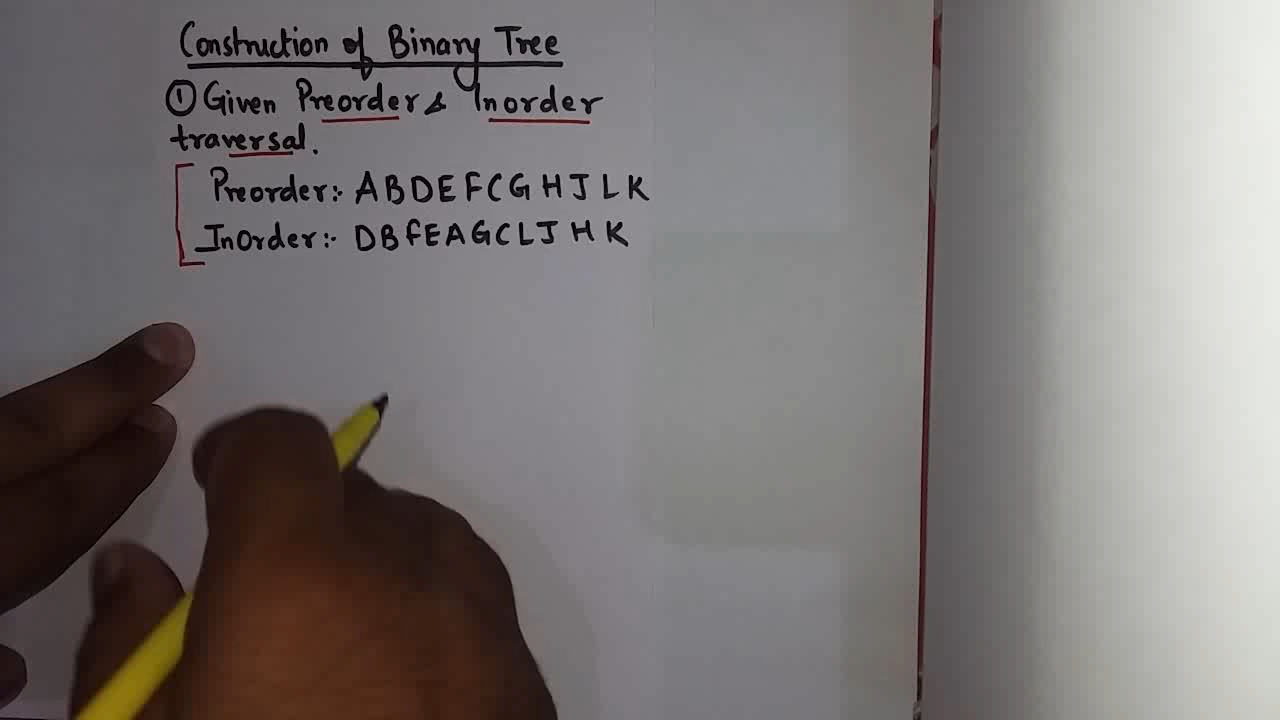 Construction of Binary Tree
① Given Preorder & Inorder
traversal.
Preorder:- A B D E F C G H J L K
InOrder:- D B F E A G C L J H K